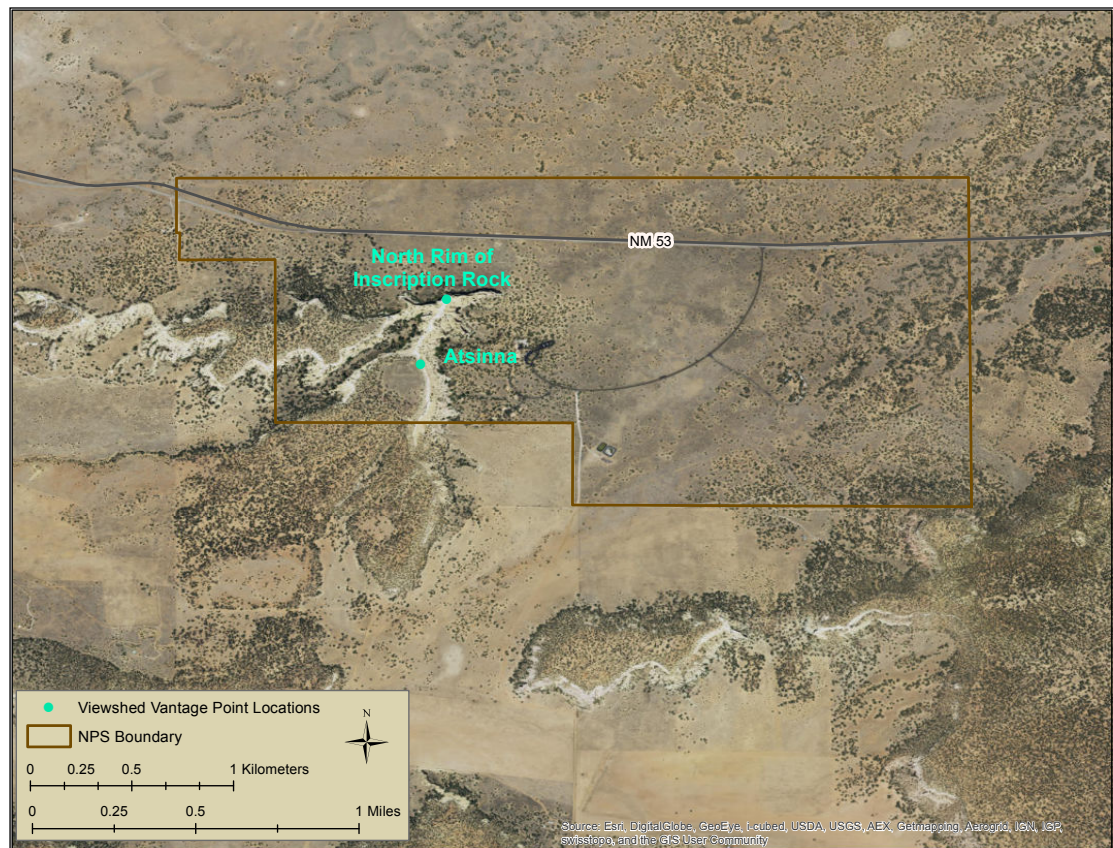 NM 53
North Rim of
Inscription Rock
Atsinna
Viewshed Vantage Point Locations
NPS Boundary
N
0 0.25 0.5 1 Kilometers
0 0.25 0.5 1 Miles
Source: Esri, DigitalGlobe, GeoEye, i-cubed, USDA, USGS, AEX, Getmapping, Aerogrid, IGN, IGP,
swisstopo, and the GIS User Community